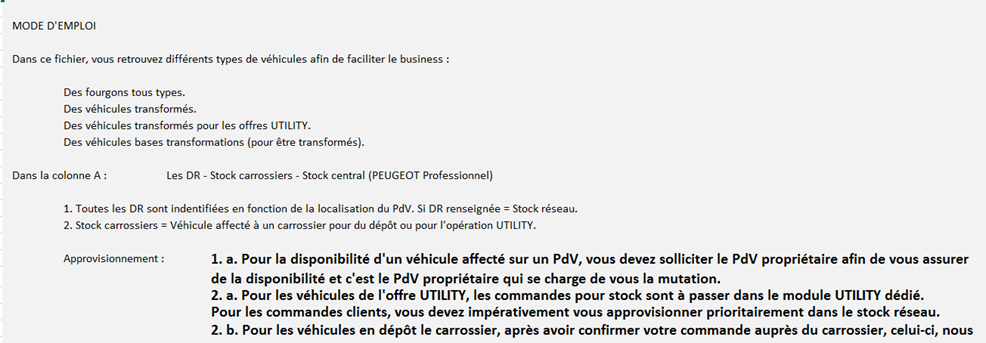 MODE D'EMPLOI
Dans ce fichier, vous retrouvez différents types de véhicules afin de faciliter le business :
Des fourgons tous types.
Des véhicules transformés.
Des véhicules transformés pour les offres UTILITY.
Des véhicules bases transformations (pour être transformés).
Dans la colonne A : Les DR - Stock carrossiers - Stock central (PEUGEOT Professionnel)
1. Toutes les DR sont indentifiées en fonction de la localisation du PdV. Si DR renseignée = Stock réseau.
2. Stock carrossiers = Véhicule affecté à un carrossier pour du dépôt ou pour l'opération UTILITY.
Approvisionnement : 1. a. Pour la disponibilité d'un véhicule affecté sur un PdV, vous devez solliciter le PdV propriétaire afin de vous assurer
de la disponibilité et c'est le PdV propriétaire qui se charge de vous la mutation.
2. a. Pour les véhicules de l'offre UTILITY, les commandes pour stock sont à passer dans le module UTILITY dédié.
Pour les commandes clients, vous devez impérativement vous approvisionner prioritairement dans le stock réseau.
2. b. Pour les véhicules en dépôt le carrossier, après avoir confirmer votre commande auprès du carrossier, celui-ci, nous